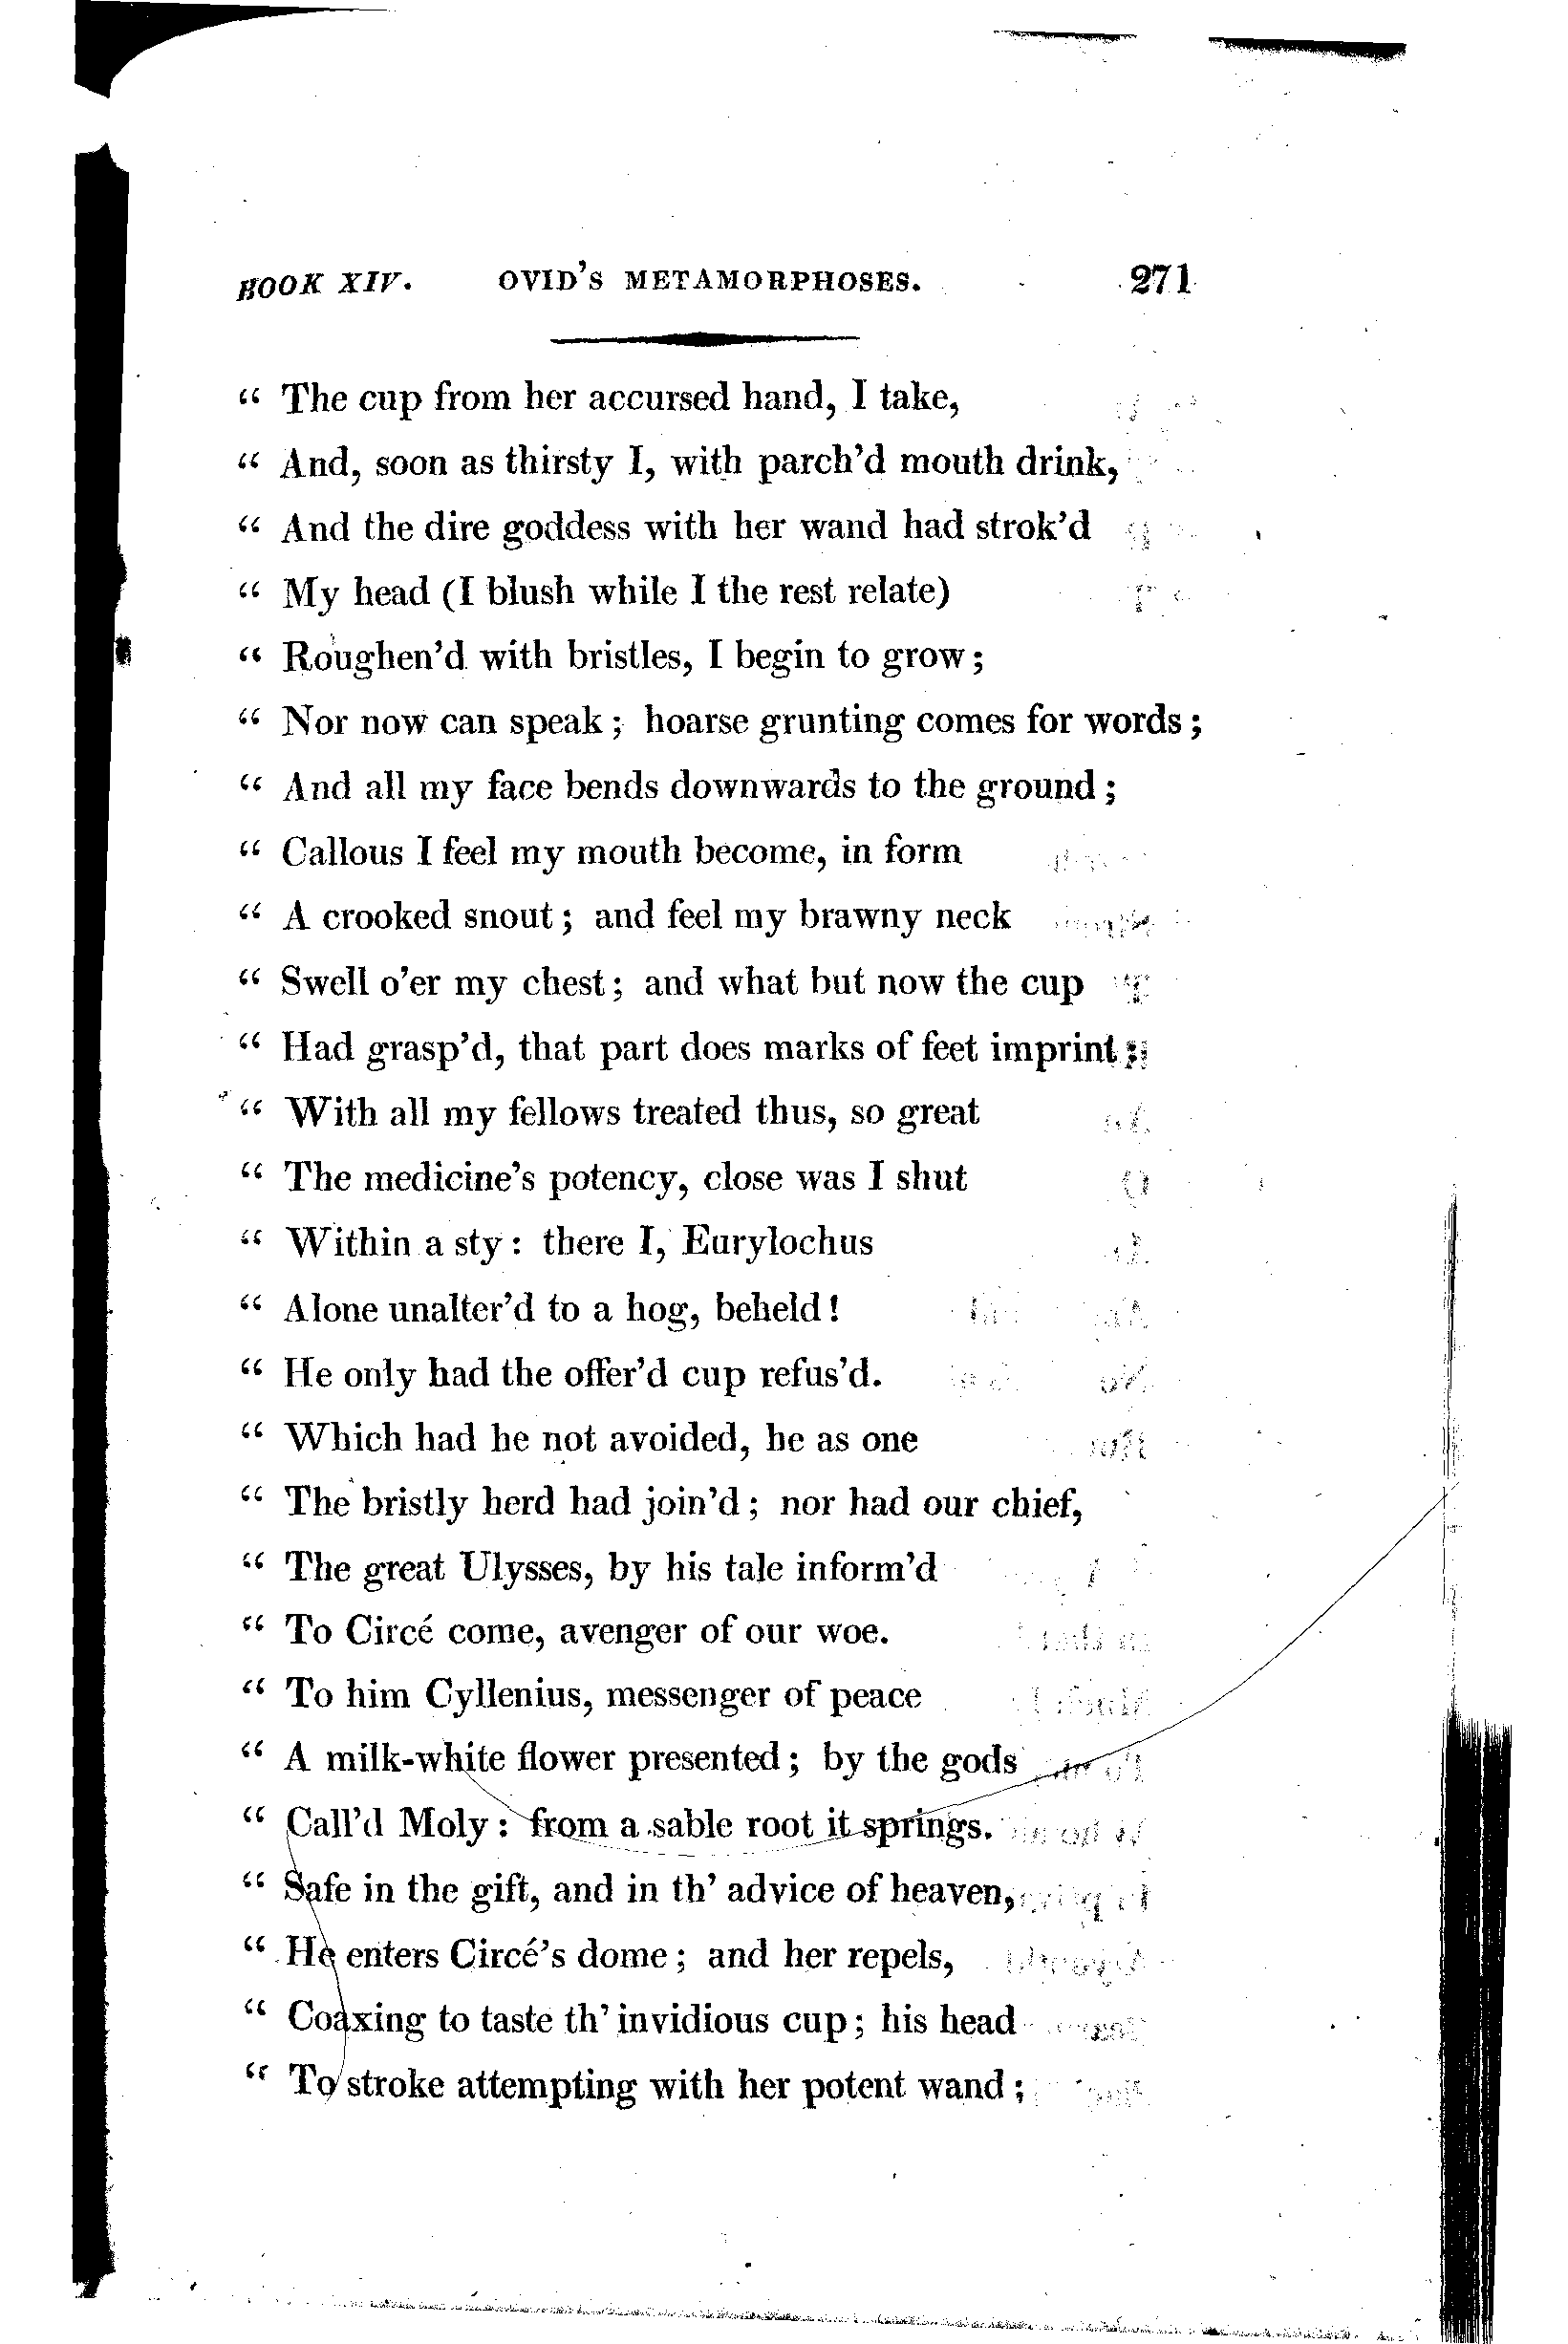 BOOK XIV. OVID'S METAMORPHOSES. 271
“ The cup from her accursed hand, I take,
“ And, soon as thirsty I, with parch'd mouth drink,
“ And the dire goddess with her wand had strok'd
“ My head (I blush while I the rest relate)
“ Roughen'd with bristles, I begin to grow;
“ Nor now can speak; hoarse grunting comes for words;
“ And all my face bends downwards to the ground;
“ Callous I feel my mouth become, in form
“ A crooked snout; and feel my brawny neck
“ Swell o'er my chest; and what but now the cup
“ Had grasp'd, that part does marks of feet imprint;
“ With all my fellows treated thus, so great
“ The medicine's potency, close was I shut
“ Within a sty: there I, Eurylochus
“ Alone unalter'd to a hog, beheld!
“ He only had the offer'd cup refus'd.
“ Which had he not avoided, he as one
“ The bristly herd had join'd; nor had our chief,
“ The great Ulysses, by his tale inform'd
“ To Circé come, avenger of our woe.
“ To him Cyllenius, messenger of peace
“ A milk-white flower presented; by the gods
“ Call'd Moly: from a sable root it springs.
“ Safe in the gift, and in th' advice of heaven,
“ He enters Circé's dome; and her repels,
“ Coaxing to taste th' invidious cup; his head
“ To stroke attempting with her potent wand;